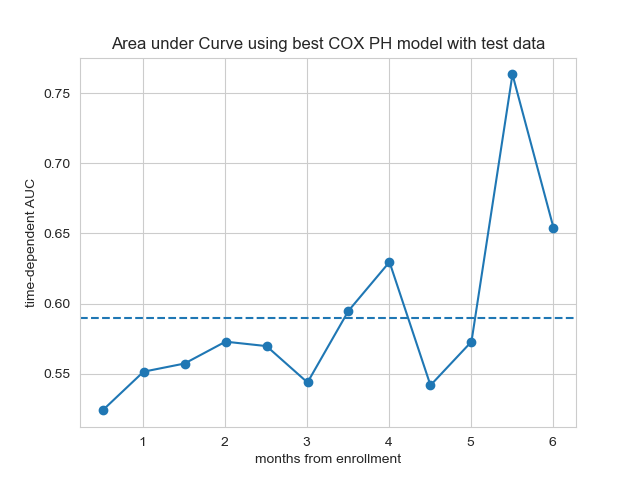 Area under Curve using best COX PH model with test data
time-dependent AUC
0.75
0.70
0.65
0.60
0.55
1 2 3 4 5 6
months from enrollment